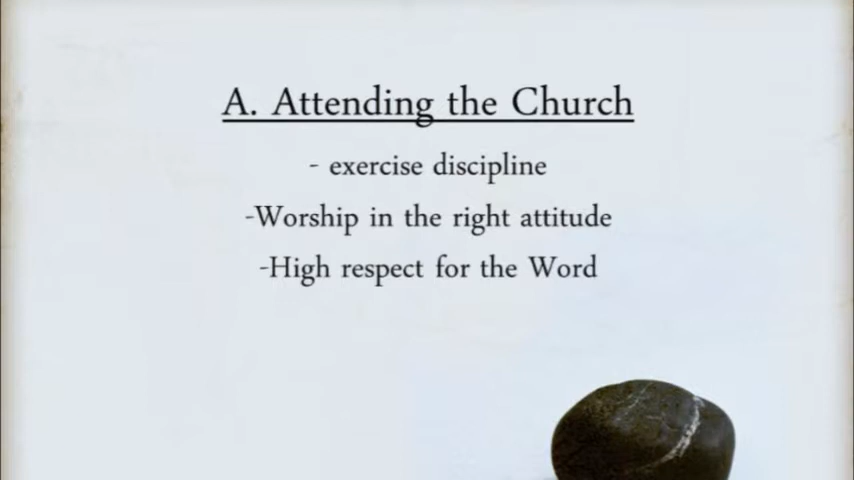 A. Attending the Church
- exercise discipline
-Worship in the right attitude
-High respect for the Word